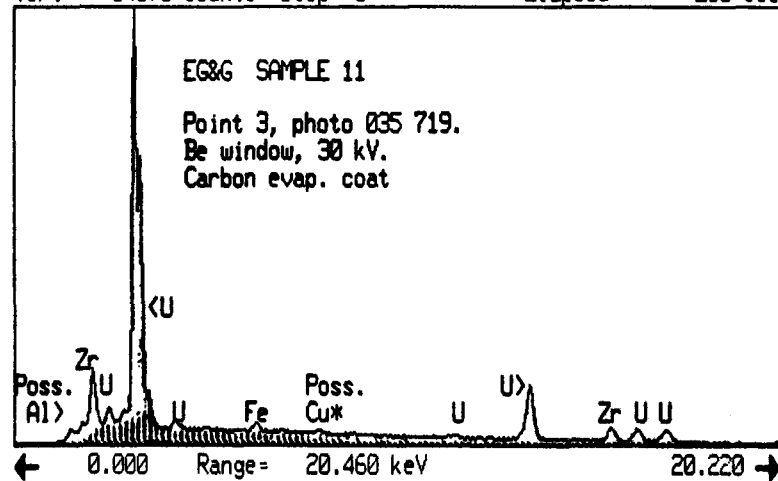 EG&G SAMPLE 11
Point 3, photo 035 719.
Be window, 30 kV.
Carbon evap. coat
<U
Zr
Poss. U Poss. U>
Al> U Fe Cu* U Zr U U
0.000 Range= 20.460 keV 20.220